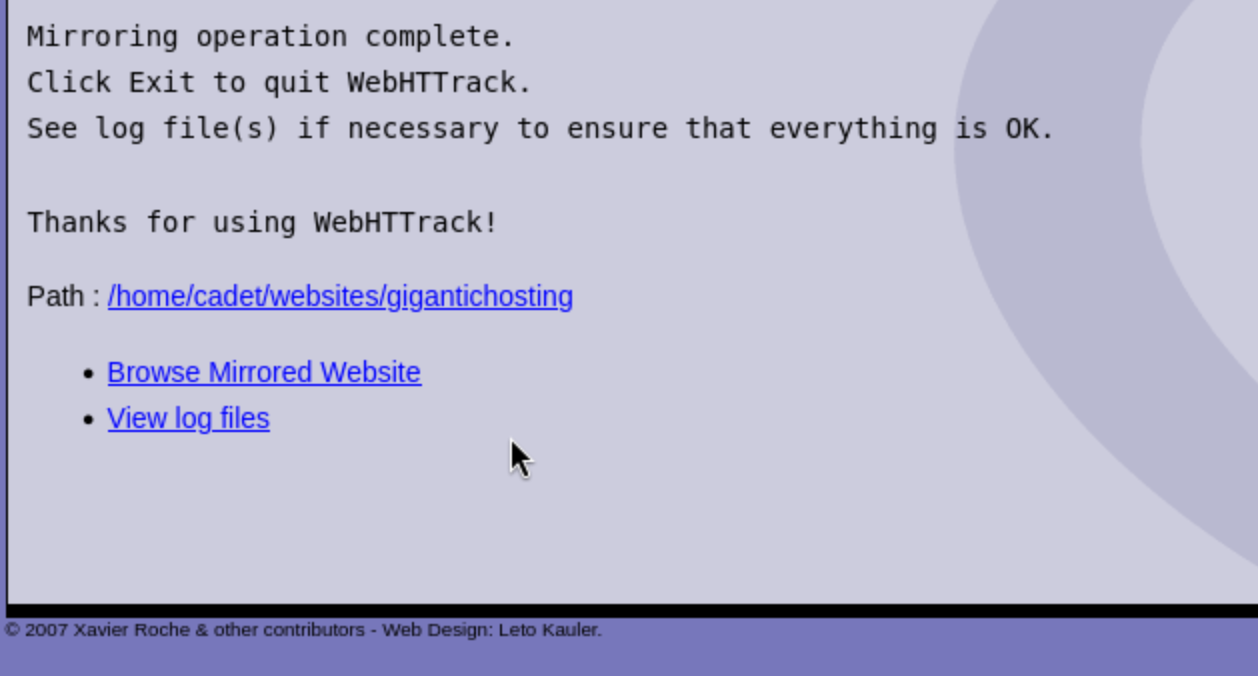 Mirroring operation complete.
Click Exit to quit WebHTTrack.
See log file(s) if necessary to ensure that everything is OK.
Thanks for using WebHTTrack!
Path : /home/cadet/websites/gigantichosting
• Browse Mirrored Website
• View log files
© 2007 Xavier Roche & other contributors - Web Design: Leto Kauler.